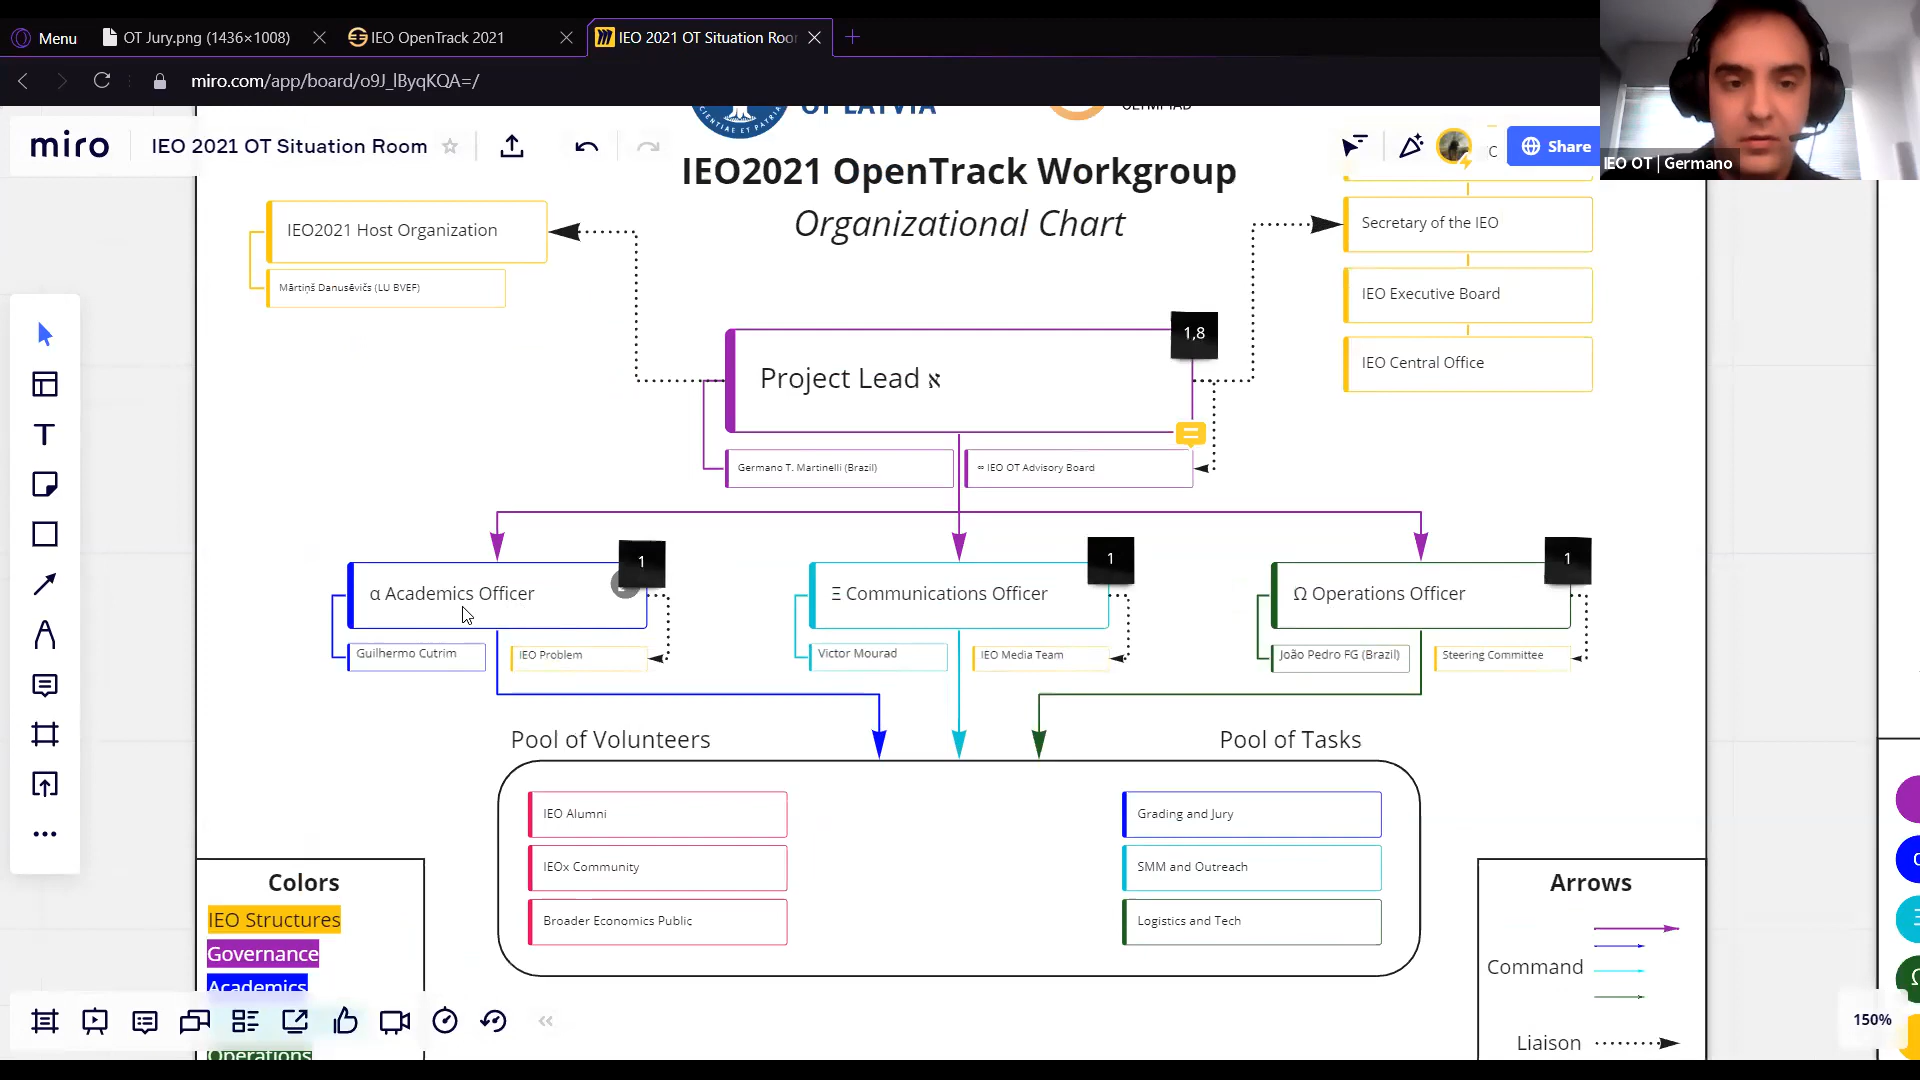 Menu
OT Jury.png (1436×1008)
IEO OpenTrack 2021
IEO 2021 OT Situation Roo
miro.com/app/board/o9J_lByqKQA=/
OF LATVIA
OLYMPIAD
miro
IEO 2021 OT Situation Room
Share
IEO OT | Germano
IEO2021 OpenTrack Workgroup
Organizational Chart
IEO2021 Host Organization
Mārtiņš Danusēvičs (LU BVEF)
Secretary of the IEO
IEO Executive Board
IEO Central Office
1,8
Project Lead א
Germano T. Martinelli (Brazil)
∞ IEO OT Advisory Board
1
α Academics Officer
Guilhermo Cutrim
IEO Problem
1
Ξ Communications Officer
Victor Mourad
IEO Media Team
1
Ω Operations Officer
João Pedro FG (Brazil)
Steering Committee
Pool of Volunteers
Pool of Tasks
IEO Alumni
IEOx Community
Broader Economics Public
Grading and Jury
SMM and Outreach
Logistics and Tech
Colors
IEO Structures
Governance
Academics
Operations
Arrows
Command
Liaison
150%